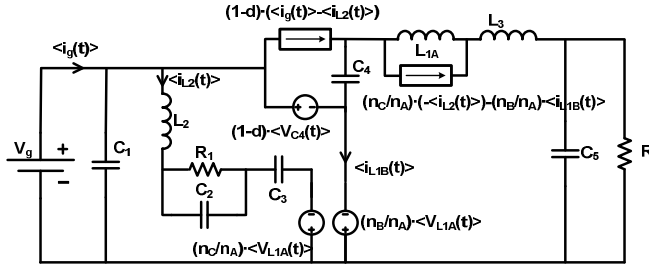 (1-d)·(<ig(t)>-<iL2(t)>)
L3
<ig(t)>
L1A
<iL2(t)>
C4
(nC/nA)·(-<iL2(t)>)-(nB/nA)·<iL1B(t)>
L2
(1-d)·<VC4(t)>
Vg
+
−
C1
R1
C3
<iL1B(t)>
C5
R
C2
(nB/nA)·<VL1A(t)>
(nC/nA)·<VL1A(t)>